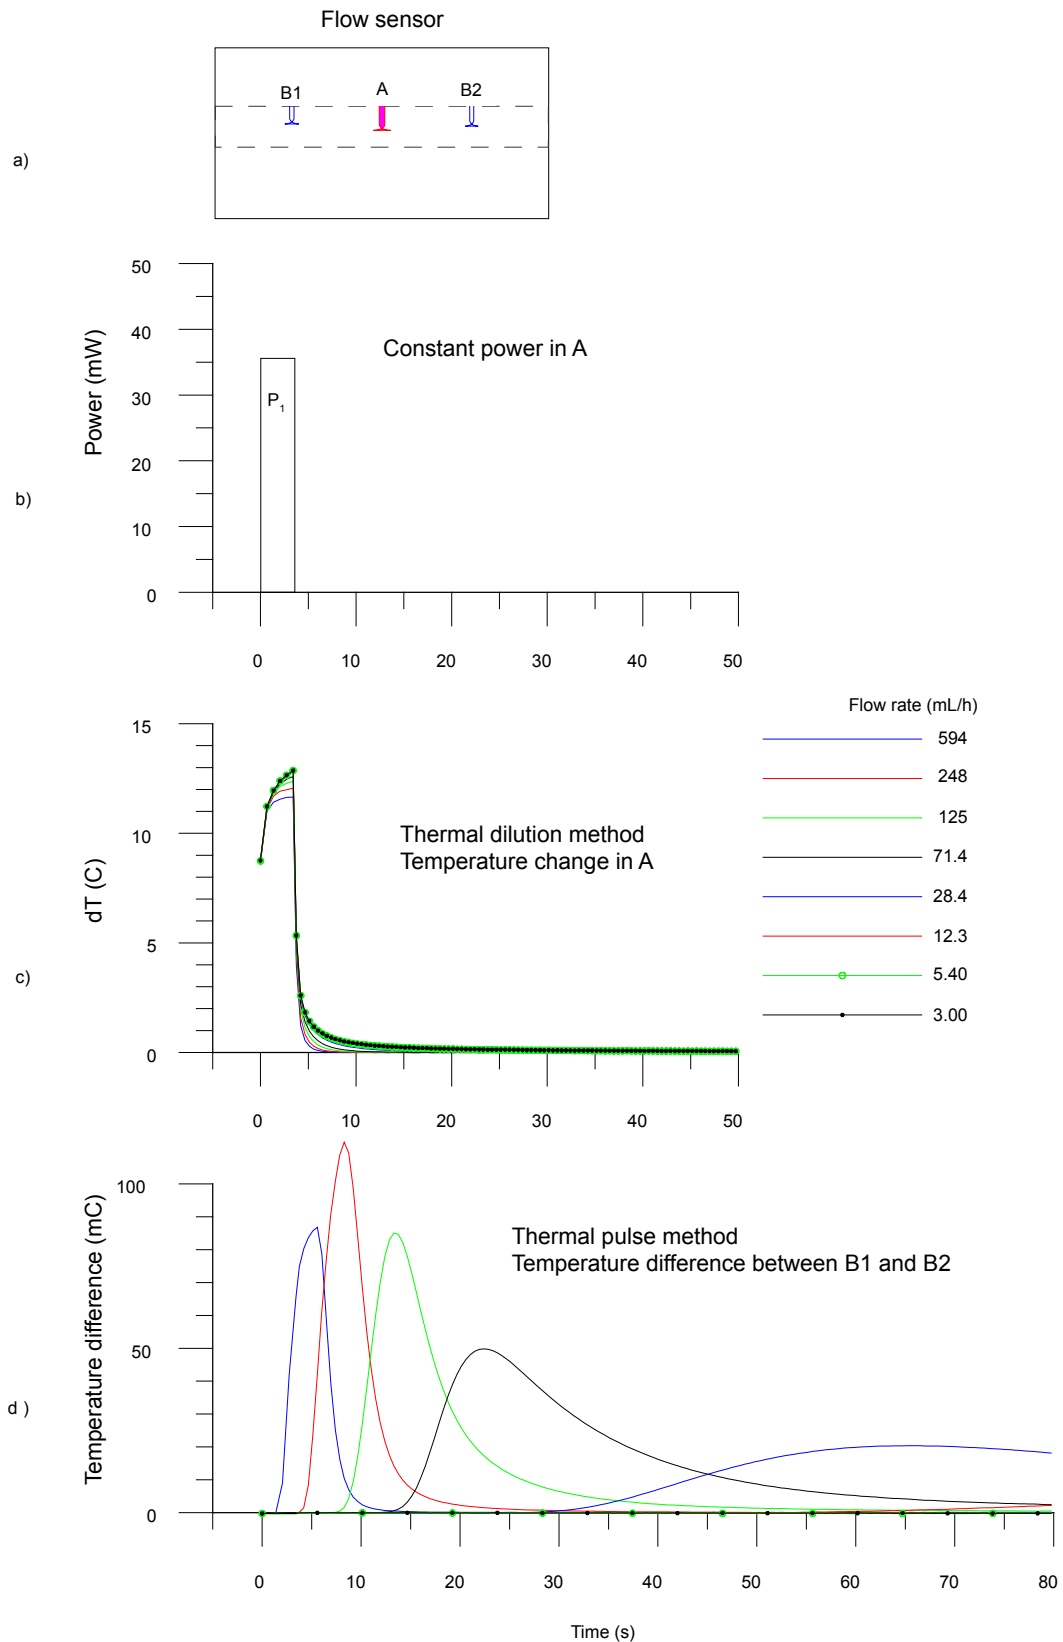 Flow sensor
B1
A
B2
a)
50
40
30
20
10
0
Power (mW)
Constant power in A
P1
b)
0 10 20 30 40 50
15
10
5
0
dT (C)
Thermal dilution method
Temperature change in A
c)
0 10 20 30 40 50
Flow rate (mL/h)
594
248
125
71.4
28.4
12.3
5.40
3.00
100
50
0
Temperature difference (mC)
Thermal pulse method
Temperature difference between B1 and B2
d )
0 10 20 30 40 50 60 70 80
Time (s)